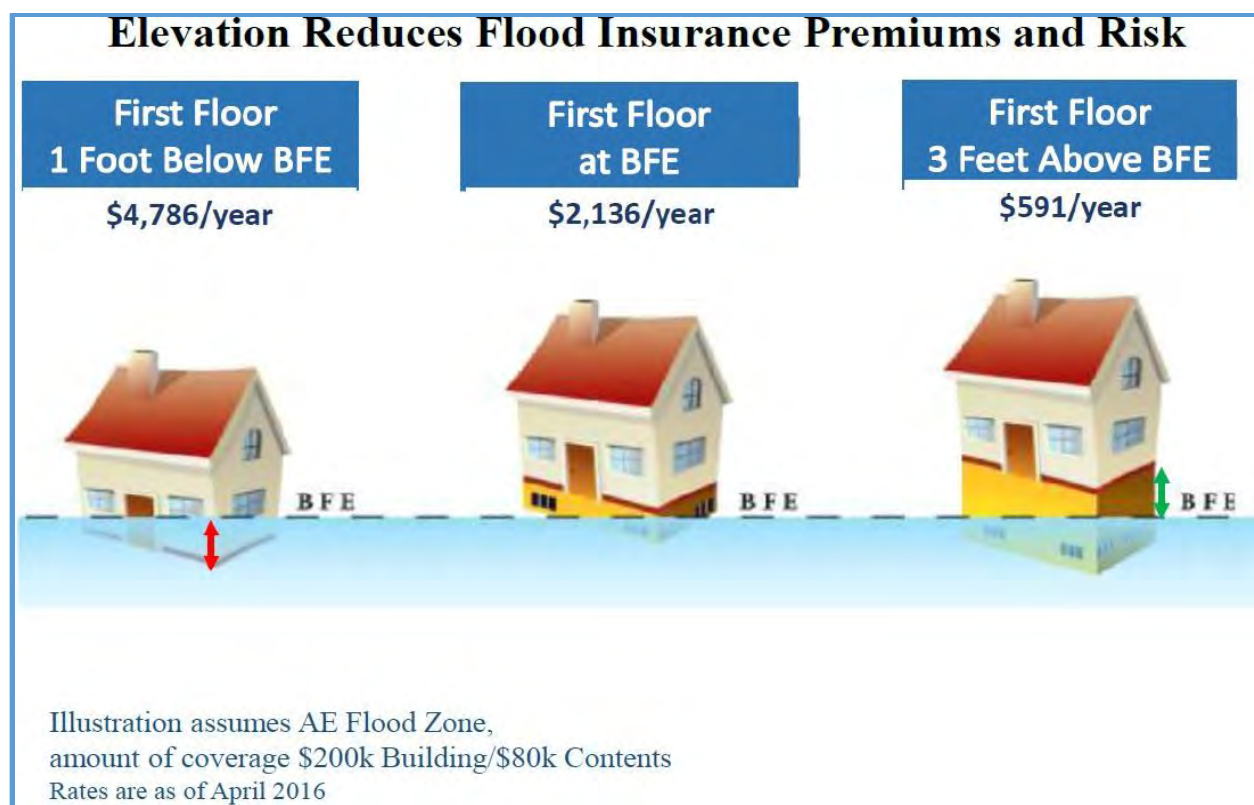 Elevation Reduces Flood Insurance Premiums and Risk
First Floor
1 Foot Below BFE
$4,786/year
First Floor
at BFE
$2,136/year
First Floor
3 Feet Above BFE
$591/year
BFE
BFE
BFE
Illustration assumes AE Flood Zone,
amount of coverage $200k Building/$80k Contents
Rates are as of April 2016